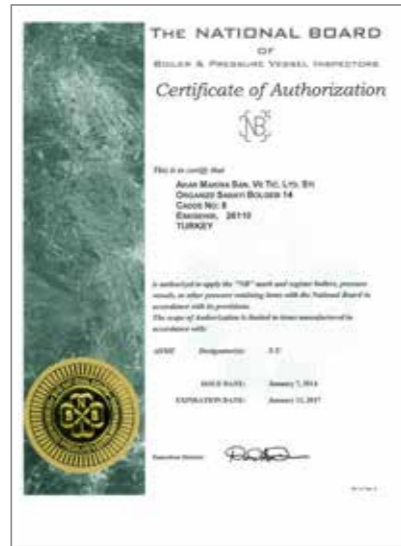 THE NATIONAL BOARD
OF
BOILER & PRESSURE VESSEL INSPECTORS
Certificate of Authorization
NB
This is to certify that
AKAR MAKINA SAN. VE TIC. LTD. STI
ORGANIZE SANAYI BOLGESI 14
CADDE NO: 8
ESKISEHIR, 26110
TURKEY
is authorized to apply the "NB" mark and register boilers, pressure
vessels, or other pressure retaining items with the National Board in
accordance with its provisions.
The scope of Authorization is limited to items manufactured in
accordance with:
ASME Designator(s)
ISSUE DATE: January 7, 2014
EXPIRATION DATE: January 2017
Executive Director